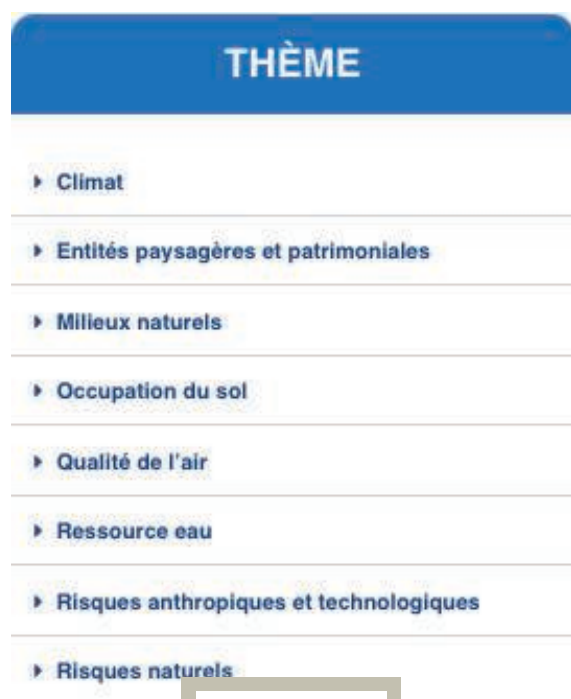 THÈME
Climat
Entités paysagères et patrimoniales
Milieux naturels
Occupation du sol
Qualité de l'air
Ressource eau
Risques anthropiques et technologiques
Risques naturels